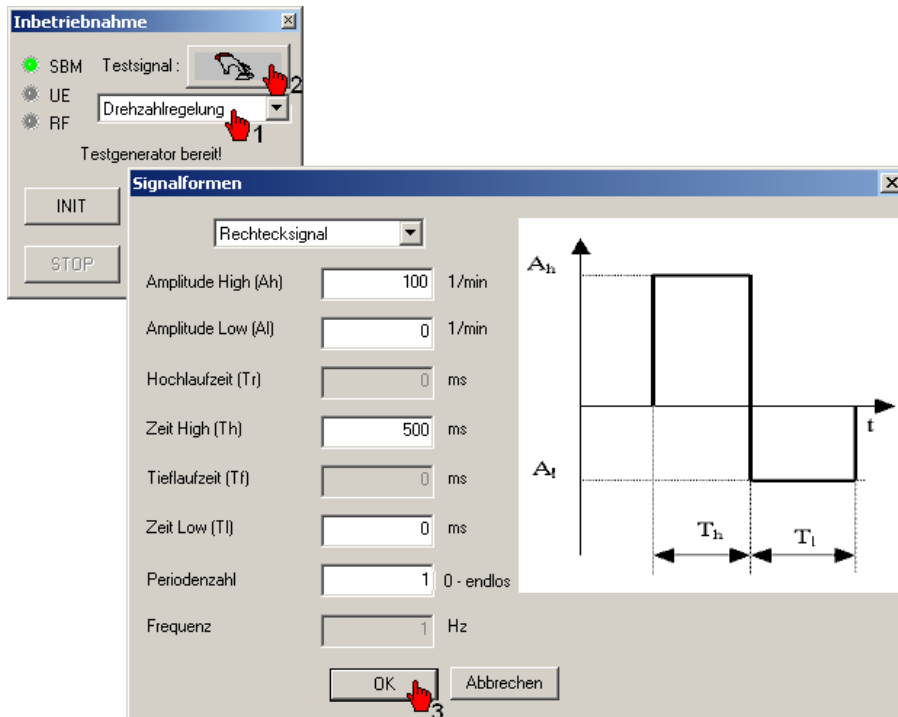 Inbetriebnahme
SBM Testsignal :
2
UE
Drehzahlregelung
1
RF
Testgenerator bereit!
INIT
STOP
Signalformen
Rechtecksignal
Amplitude High (Ah) 100 1/min
Amplitude Low (Al) 0 1/min
Hochlaufzeit (Tr) 0 ms
Zeit High (Th) 500 ms
Tieflaufzeit (Tf) 0 ms
Zeit Low (Tl) 0 ms
Periodenzahl 1 0 - endlos
Frequenz 1 Hz
OK Abbrechen
3
Ah
t
Al
Th Tl